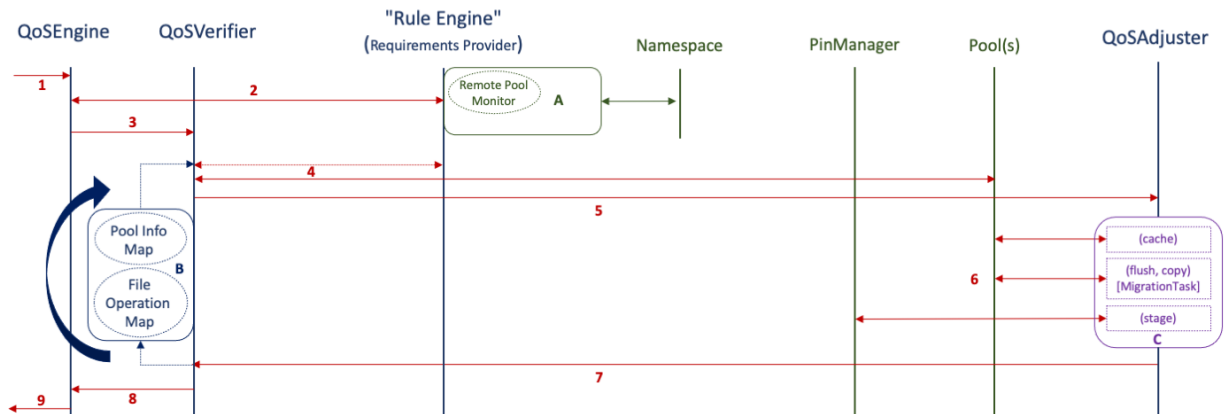 QoSEngine
QoSVerifier
"Rule Engine"
(Requirements Provider)
Namespace
PinManager
Pool(s)
QoSAdjuster
1
2
Remote Pool
Monitor
A
3
4
5
Pool Info
Map
B
File
Operation
Map
(cache)
6
(flush, copy)
[MigrationTask]
(stage)
C
7
8
9